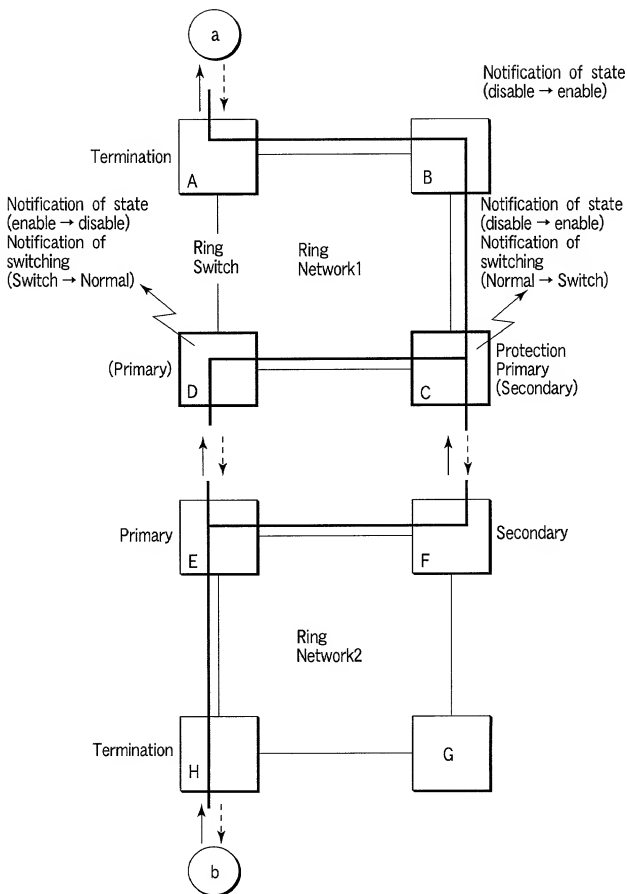 a
Notification of state
(disable → enable)
Termination
A
B
Notification of state
(enable → disable)
Notification of
switching
(Switch → Normal)
Ring
Switch
Ring
Network1
Notification of state
(disable → enable)
Notification of
switching
(Normal → Switch)
(Primary)
D
C
Protection
Primary
(Secondary)
Primary
E
F
Secondary
Ring
Network2
Termination
H
G
b